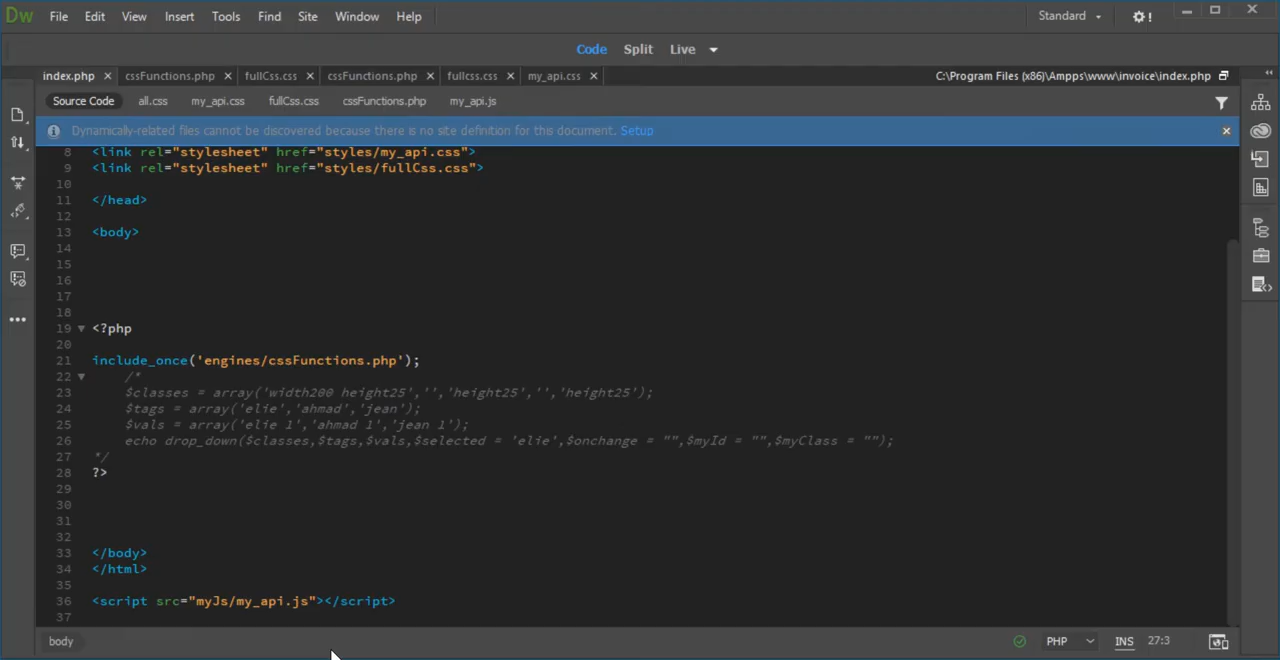 Dw File Edit View Insert Tools Find Site Window Help Standard
Code Split Live
index.php cssFunctions.php fullCss.css cssFunctions.php fullcss.css my_api.css C:\Program Files (x86)\Ampps\www\invoice\index.php
Source Code all.css my_api.css fullCss.css cssFunctions.php my_api.js
Dynamically-related files cannot be discovered because there is no site definition for this document. Setup
8 <link rel="stylesheet" href="styles/my_api.css">
9 <link rel="stylesheet" href="styles/fullCss.css">
10
11 </head>
12
13 <body>
14
15
16
17
18
19 <?php
20
21 include_once('engines/cssFunctions.php');
22 /*
23 $classes = array('width200 height25','','height25','','height25');
24 $tags = array('elie','ahmad','jean');
25 $vals = array('elie 1','ahmad 1','jean 1');
26 echo drop_down($classes,$tags,$vals,$selected = 'elie',$onchange = "",$myId = "",$myClass = "");
27 */
28 ?>
29
30
31
32
33 </body>
34 </html>
35
36 <script src="myJs/my_api.js"></script>
37
body PHP INS 27:3